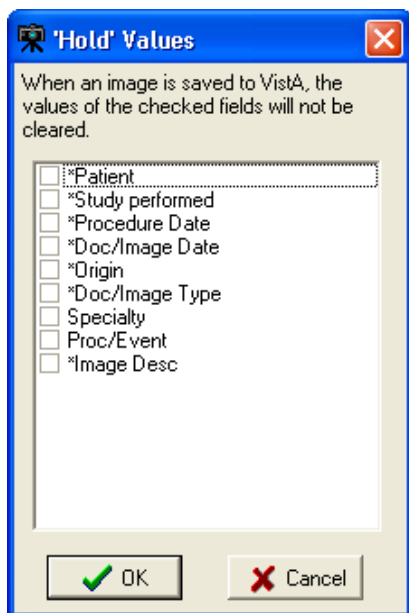 'Hold' Values
When an image is saved to VistA, the
values of the checked fields will not be
cleared.
*Patient
*Study performed
*Procedure Date
*Doc/Image Date
*Origin
*Doc/Image Type
Specialty
Proc/Event
*Image Desc
OK
Cancel